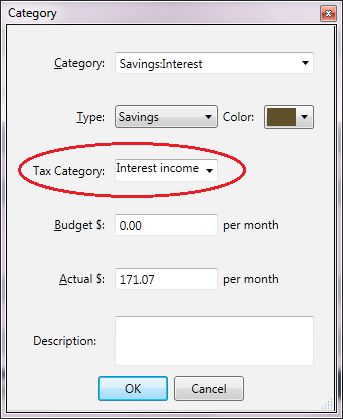 Category
Category: Savings:Interest
Type: Savings Color:
Tax Category: Interest income
Budget $: 0.00 per month
Actual $: 171.07 per month
Description:
OK Cancel